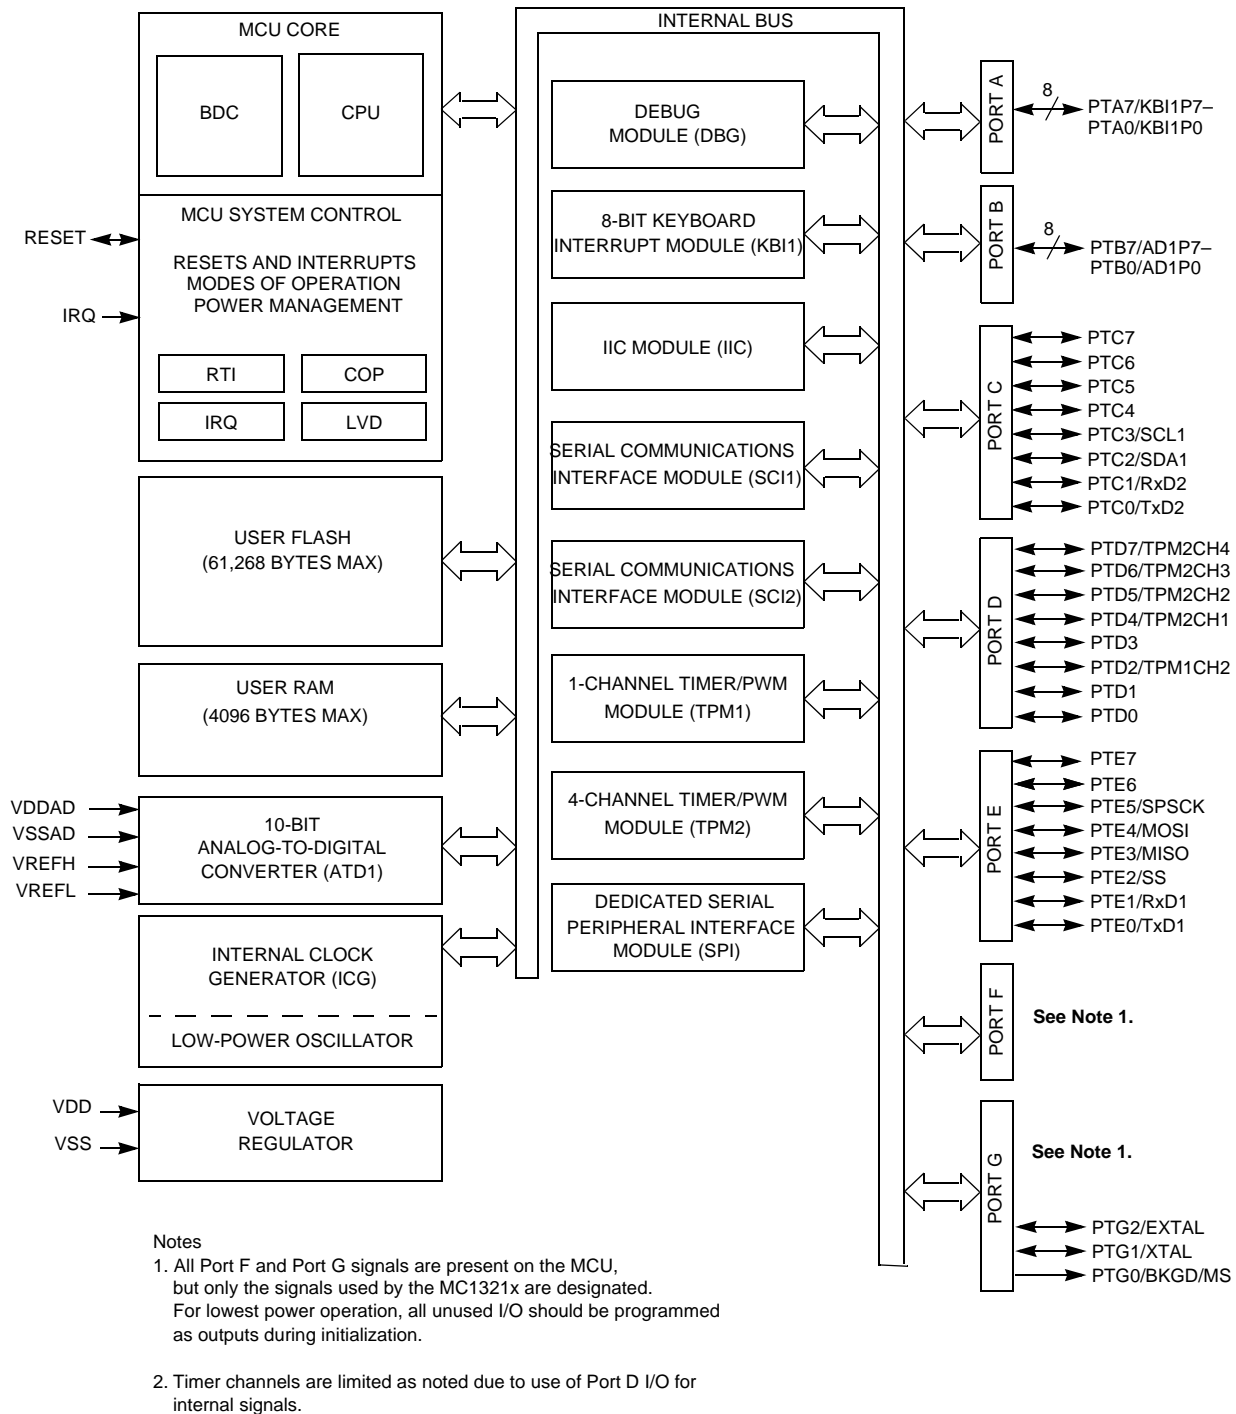 MCU CORE
BDC
CPU
MCU SYSTEM CONTROL
RESETS AND INTERRUPTS
MODES OF OPERATION
POWER MANAGEMENT
RTI
COP
IRQ
LVD
RESET
IRQ
USER FLASH
(61,268 BYTES MAX)
USER RAM
(4096 BYTES MAX)
VDDAD
VSSAD
VREFH
VREFL
10-BIT
ANALOG-TO-DIGITAL
CONVERTER (ATD1)
INTERNAL CLOCK
GENERATOR (ICG)
LOW-POWER OSCILLATOR
VDD
VSS
VOLTAGE
REGULATOR
INTERNAL BUS
DEBUG
MODULE (DBG)
8-BIT KEYBOARD
INTERRUPT MODULE (KBI1)
IIC MODULE (IIC)
SERIAL COMMUNICATIONS
INTERFACE MODULE (SCI1)
SERIAL COMMUNICATIONS
INTERFACE MODULE (SCI2)
1-CHANNEL TIMER/PWM
MODULE (TPM1)
4-CHANNEL TIMER/PWM
MODULE (TPM2)
DEDICATED SERIAL
PERIPHERAL INTERFACE
MODULE (SPI)
PORT A
8
PTA7/KBI1P7–
PTA0/KBI1P0
PORT B
8
PTB7/AD1P7–
PTB0/AD1P0
PORT C
PTC7
PTC6
PTC5
PTC4
PTC3/SCL1
PTC2/SDA1
PTC1/RxD2
PTC0/TxD2
PORT D
PTD7/TPM2CH4
PTD6/TPM2CH3
PTD5/TPM2CH2
PTD4/TPM2CH1
PTD3
PTD2/TPM1CH2
PTD1
PTD0
PORT E
PTE7
PTE6
PTE5/SPSCK
PTE4/MOSI
PTE3/MISO
PTE2/SS
PTE1/RxD1
PTE0/TxD1
PORT F
See Note 1.
PORT G
See Note 1.
PTG2/EXTAL
PTG1/XTAL
PTG0/BKGD/MS
Notes
1. All Port F and Port G signals are present on the MCU,
but only the signals used by the MC1321x are designated.
For lowest power operation, all unused I/O should be programmed
as outputs during initialization.
2. Timer channels are limited as noted due to use of Port D I/O for
internal signals.